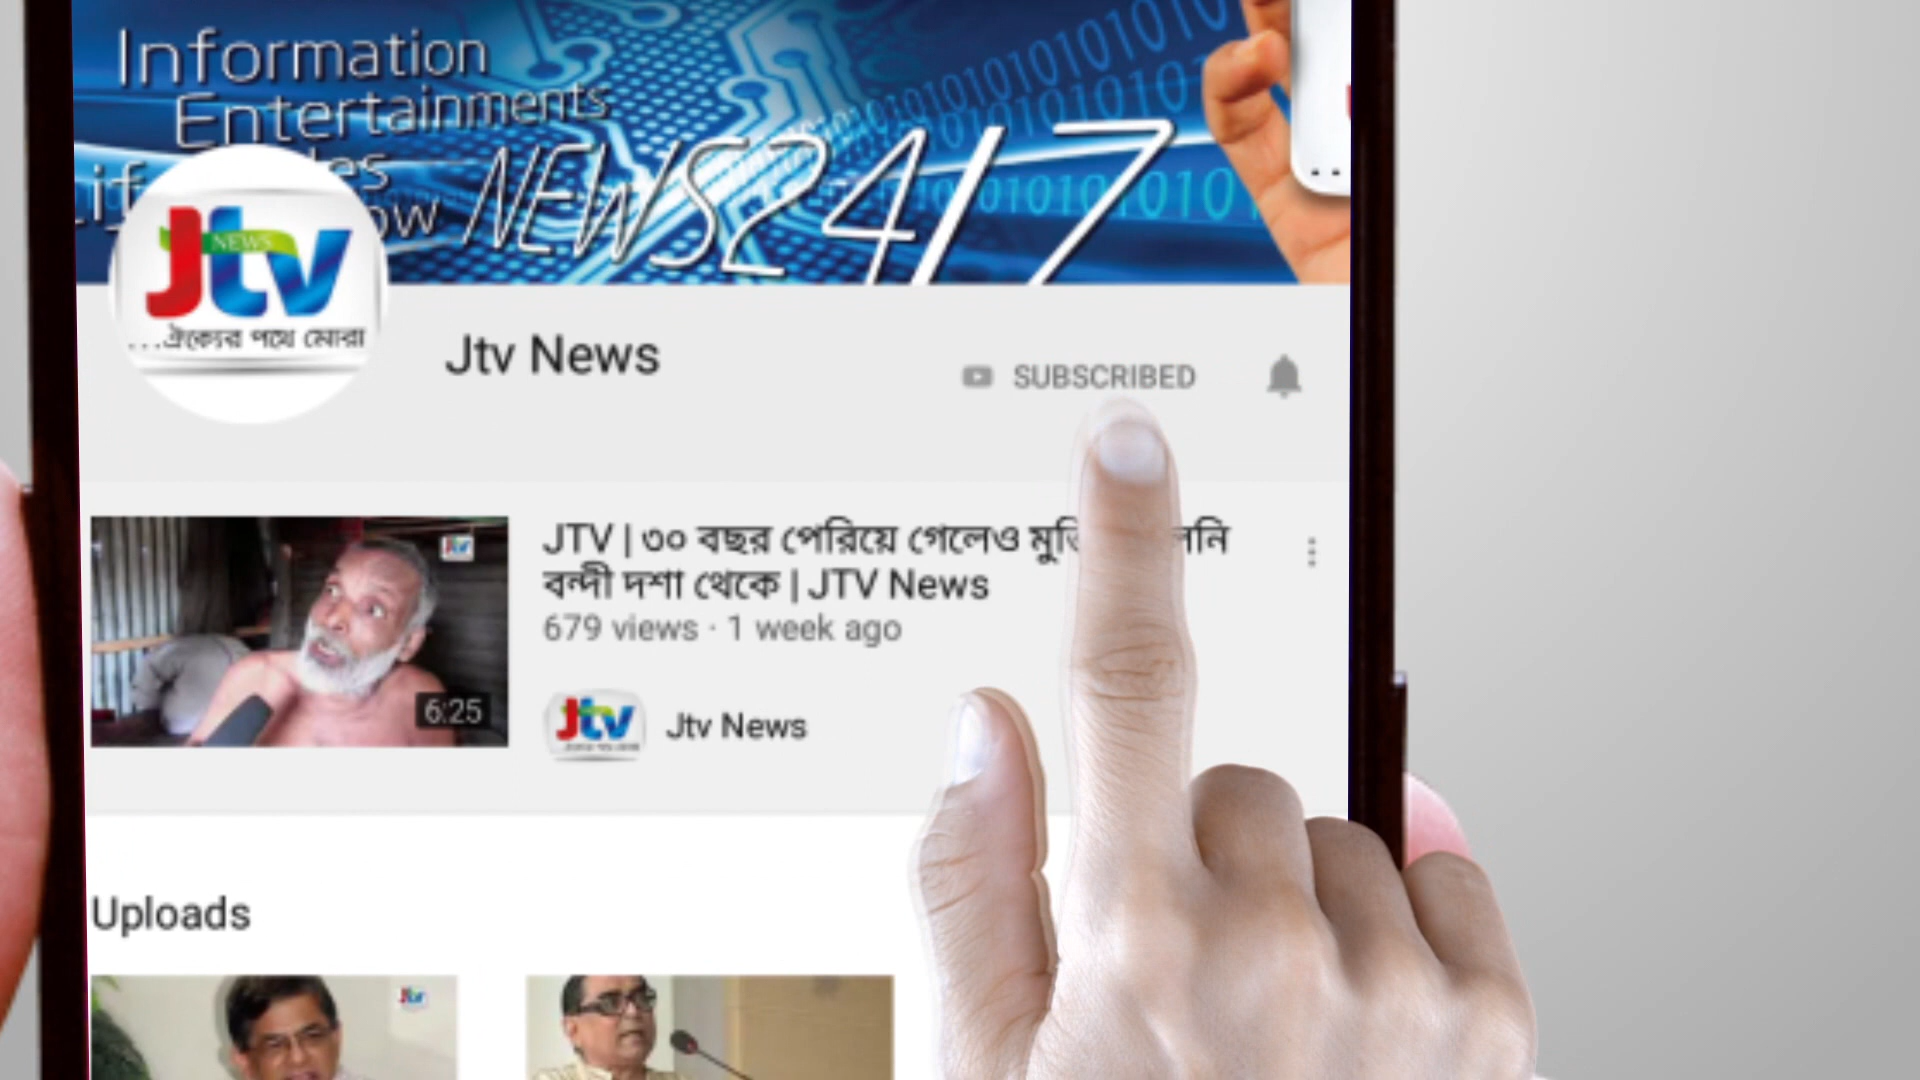 Information
Entertainments
NEWS24/7
JtV
NEWS
...ঐক্যের পথে মোরা
Jtv News
SUBSCRIBED
JTV | ৩০ বছর পেরিয়ে গেলেও
বন্দী দশা থেকে | JTV News
679 views · 1 week ago
6:25
Jtv
Jtv News
Uploads